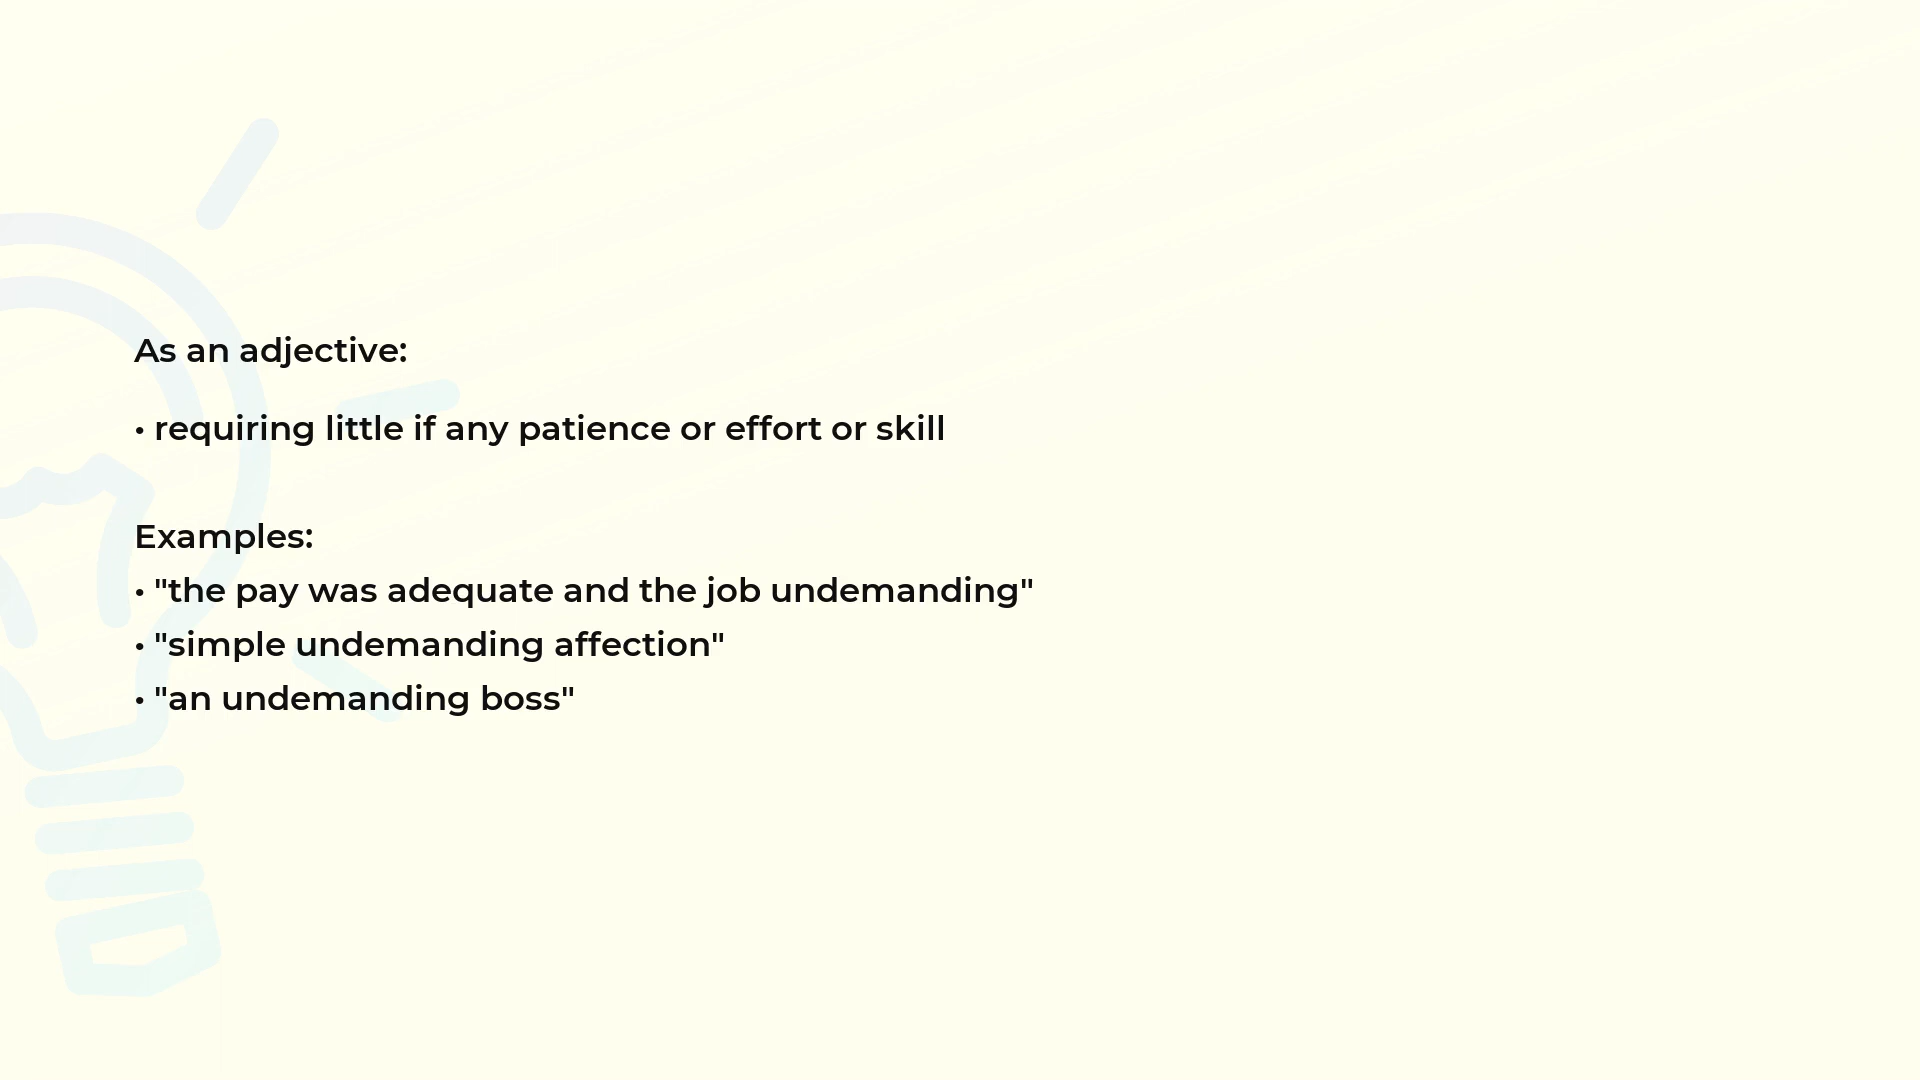 As an adjective:
• requiring little if any patience or effort or skill
Examples:
• "the pay was adequate and the job undemanding"
• "simple undemanding affection"
• "an undemanding boss"